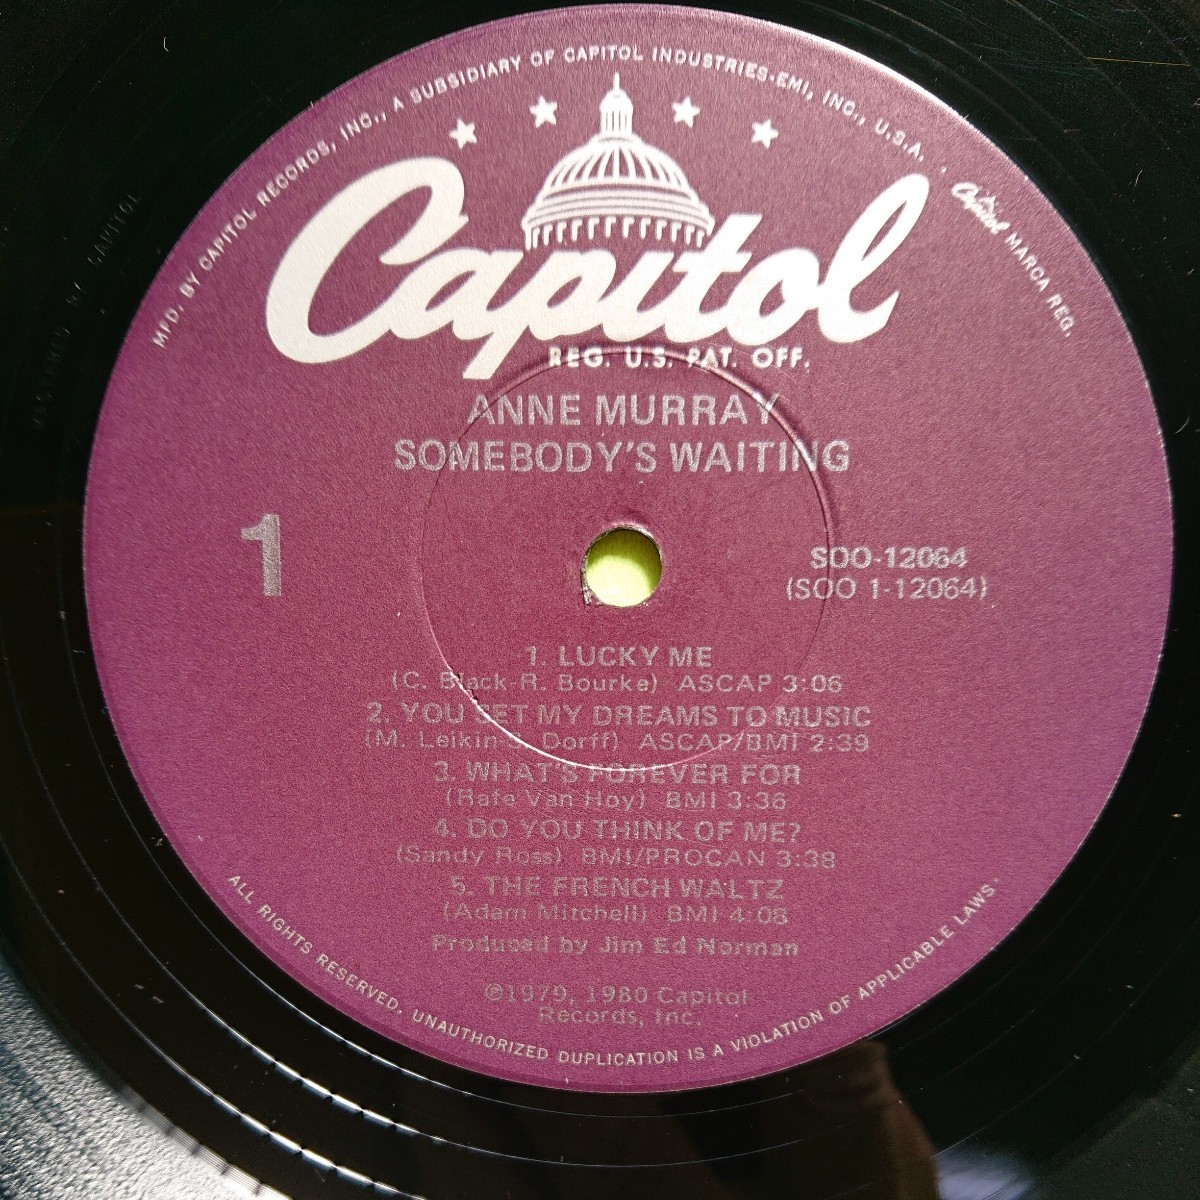 MFD. BY CAPITOL RECORDS, INC., A SUBSIDIARY OF CAPITOL INDUSTRIES-EMI, INC., U.S.A. · Capitol MARCA REG.
Capitol
REG. U.S. PAT. OFF.
ANNE MURRAY
SOMEBODY'S WAITING
1
SOO-12064
(SOO 1-12064)
1. LUCKY ME
(C. Black-R. Bourke) ASCAP 3:06
2. YOU SET MY DREAMS TO MUSIC
(M. Leikin-S. Dorff) ASCAP/BMI 2:39
3. WHAT'S FOREVER FOR
(Rafe Van Hoy) BMI 3:36
4. DO YOU THINK OF ME?
(Sandy Ross) BMI/PROCAN 3:38
5. THE FRENCH WALTZ
(Adam Mitchell) BMI 4:08
Produced by Jim Ed Norman
©1979, 1980 Capitol
Records, Inc.
ALL RIGHTS RESERVED. UNAUTHORIZED DUPLICATION IS A VIOLATION OF APPLICABLE LAWS ·
MASTERED BY CAPITOL